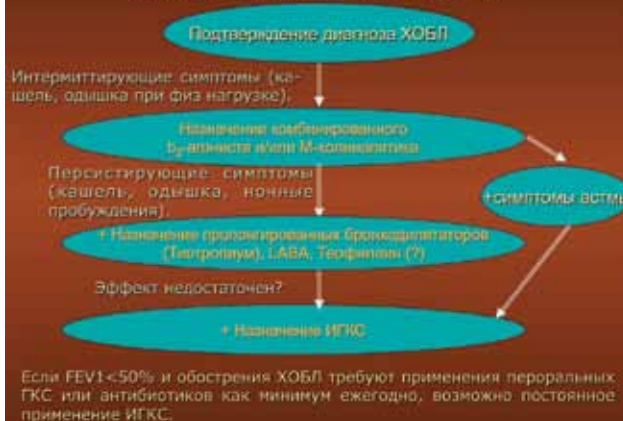 Подтверждение диагноза ХОБЛ
Интермиттирующие симптомы (ка-
шель, одышка при физ нагрузке).
Назначение комбинированного
b₂-агониста и/или М-холинолитика
Персистирующие симптомы
(кашель, одышка, ночные
пробуждения).
+симптомы астмы
+ Назначение пролонгированных бронходилататоров
(Тиотропиум), LABA, Теофиллин (?)
Эффект недостаточен?
+ Назначение ИГКС
Если FEV1<50% и обострения ХОБЛ требуют применения пероральных
ГКС или антибиотиков как минимум ежегодно, возможно постоянное
применение ИГКС.